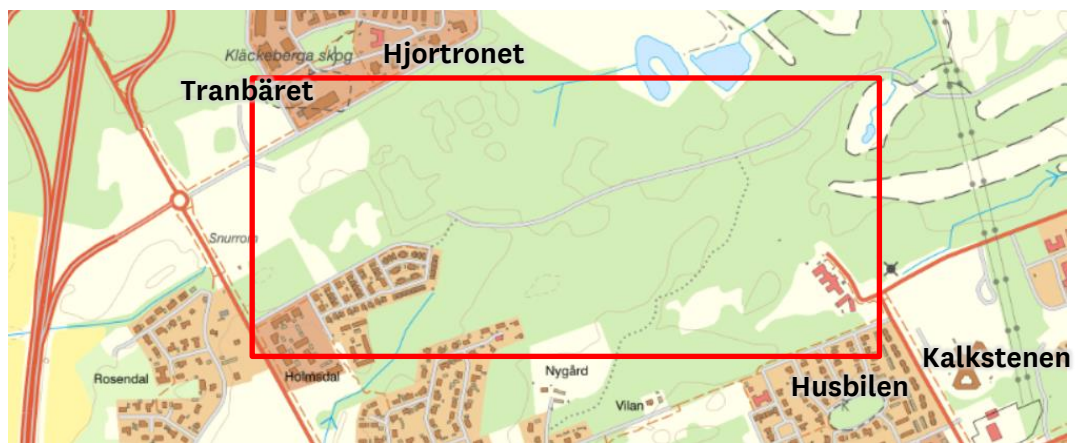 Hjortronet
Kläckeberga skog
Tranbäret
Snurrom
Kalkstenen
Nygård
Rosendal
Holmsdal
Husbilen
Vilan